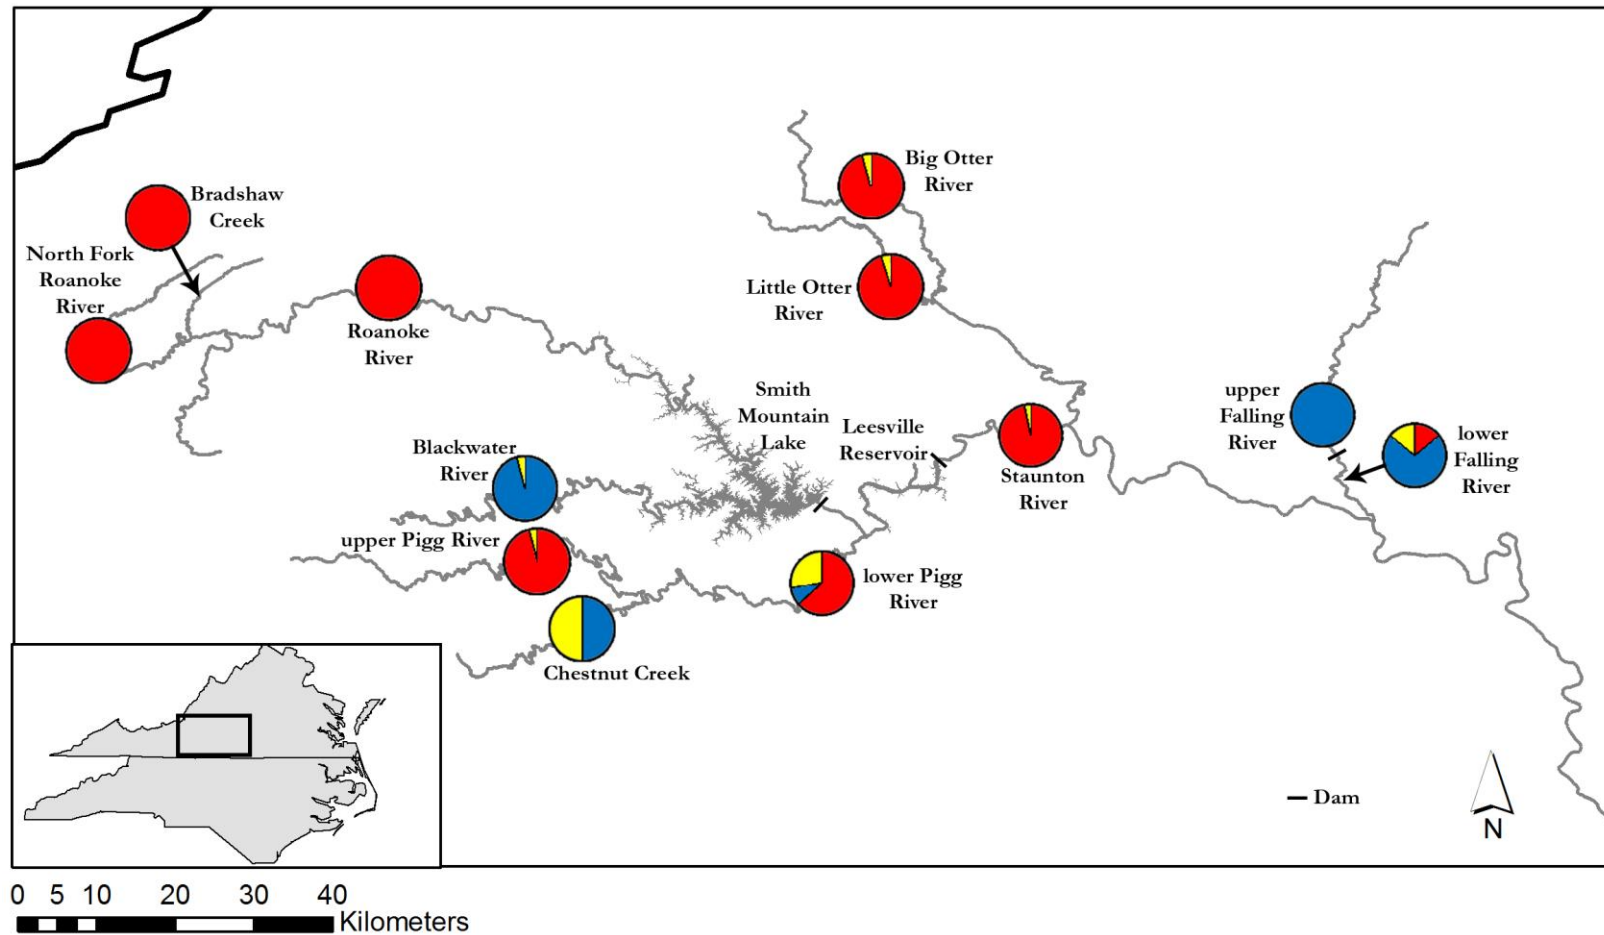 Big Otter
River
Bradshaw
Creek
North Fork
Roanoke
River
Little Otter
River
Roanoke
River
Smith
Mountain
Lake
upper
Falling
River
Leesville
Reservoir
lower
Falling
River
Blackwater
River
Staunton
River
upper Pigg River
lower Pigg
River
Chestnut Creek
Dam
N
0 5 10 20 30 40
Kilometers